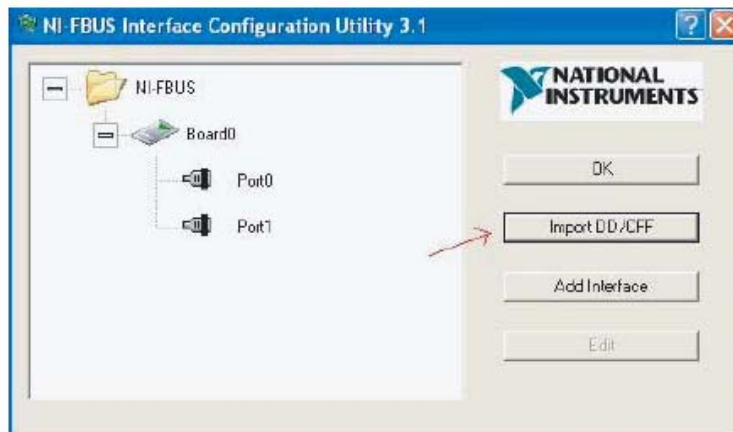 NI-FBUS Interface Configuration Utility 3.1
NI-FBUS
Board0
Port0
Port1
NATIONAL
INSTRUMENTS
OK
Import DD/CFF
Add Interface
Edit